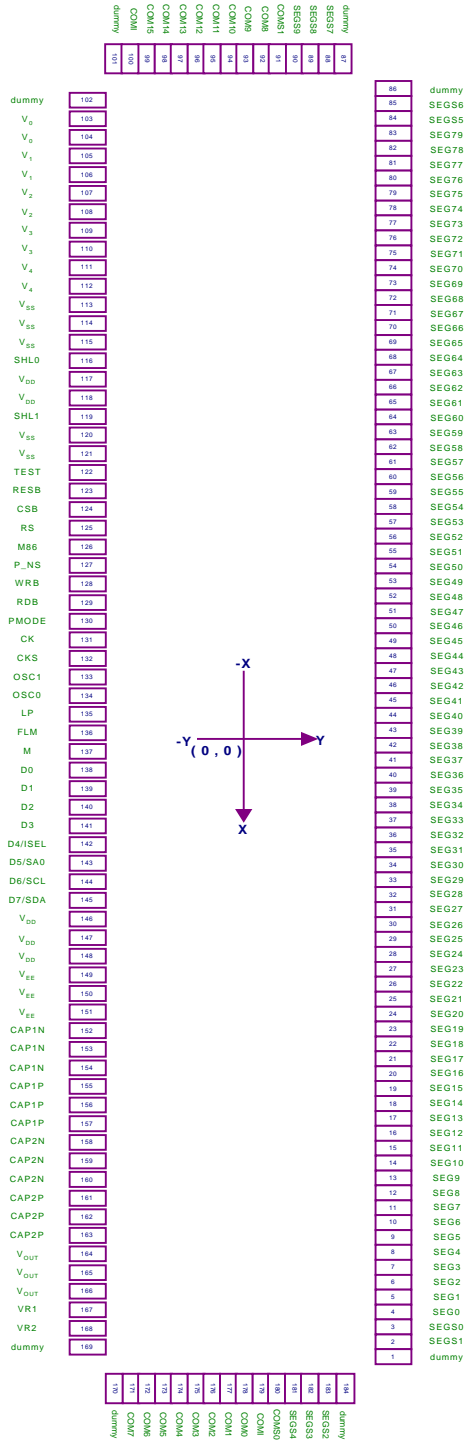 dummy COMI COM15 COM14 COM13 COM12 COM11 COM10 COM9 COM8 COMS1 SEGS9 SEGS8 SEGS7 dummy
101 100 99 98 97 96 95 94 93 92 91 90 89 88 87
dummy 102
V0 103
V0 104
V1 105
V1 106
V2 107
V2 108
V3 109
V3 110
V4 111
V4 112
VSS 113
VSS 114
VSS 115
SHL0 116
VDD 117
VDD 118
SHL1 119
VSS 120
VSS 121
TEST 122
RESB 123
CSB 124
RS 125
M86 126
P_NS 127
WRB 128
RDB 129
PMODE 130
CK 131
CKS 132
OSC1 133
OSC0 134
LP 135
FLM 136
M 137
D0 138
D1 139
D2 140
D3 141
D4/ISEL 142
D5/SA0 143
D6/SCL 144
D7/SDA 145
VDD 146
VDD 147
VDD 148
VEE 149
VEE 150
VEE 151
CAP1N 152
CAP1N 153
CAP1N 154
CAP1P 155
CAP1P 156
CAP1P 157
CAP2N 158
CAP2N 159
CAP2N 160
CAP2P 161
CAP2P 162
CAP2P 163
VOUT 164
VOUT 165
VOUT 166
VR1 167
VR2 168
dummy 169
-X
-Y Y
(0,0)
X
86 dummy
85 SEGS6
84 SEGS5
83 SEG79
82 SEG78
81 SEG77
80 SEG76
79 SEG75
78 SEG74
77 SEG73
76 SEG72
75 SEG71
74 SEG70
73 SEG69
72 SEG68
71 SEG67
70 SEG66
69 SEG65
68 SEG64
67 SEG63
66 SEG62
65 SEG61
64 SEG60
63 SEG59
62 SEG58
61 SEG57
60 SEG56
59 SEG55
58 SEG54
57 SEG53
56 SEG52
55 SEG51
54 SEG50
53 SEG49
52 SEG48
51 SEG47
50 SEG46
49 SEG45
48 SEG44
47 SEG43
46 SEG42
45 SEG41
44 SEG40
43 SEG39
42 SEG38
41 SEG37
40 SEG36
39 SEG35
38 SEG34
37 SEG33
36 SEG32
35 SEG31
34 SEG30
33 SEG29
32 SEG28
31 SEG27
30 SEG26
29 SEG25
28 SEG24
27 SEG23
26 SEG22
25 SEG21
24 SEG20
23 SEG19
22 SEG18
21 SEG17
20 SEG16
19 SEG15
18 SEG14
17 SEG13
16 SEG12
15 SEG11
14 SEG10
13 SEG9
12 SEG8
11 SEG7
10 SEG6
9 SEG5
8 SEG4
7 SEG3
6 SEG2
5 SEG1
4 SEG0
3 SEGS0
2 SEGS1
1 dummy
170 171 172 173 174 175 176 177 178 179 180 181 182 183 184
dummy COM7 COM6 COM5 COM4 COM3 COM2 COM1 COM0 COMI COMS0 SEGS4 SEGS3 SEGS2 dummy